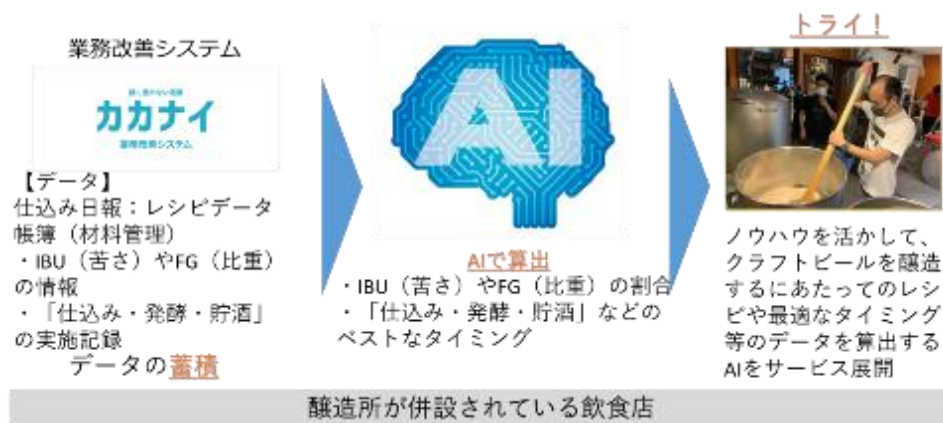 業務改善システム
カカナイ
業務改善システム
【データ】
仕込み日報：レシピデータ
帳簿（材料管理）
・IBU（苦さ）やFG（比重）
の情報
・「仕込み・発酵・貯酒」
の実施記録
データの蓄積
AI
AIで算出
・IBU（苦さ）やFG（比重）の割合
・「仕込み・発酵・貯酒」などの
ベストなタイミング
トライ！
ノウハウを活かして、
クラフトビールを醸造
するにあたってのレシ
ピや最適なタイミング
等のデータを算出する
AIをサービス展開
醸造所が併設されている飲食店